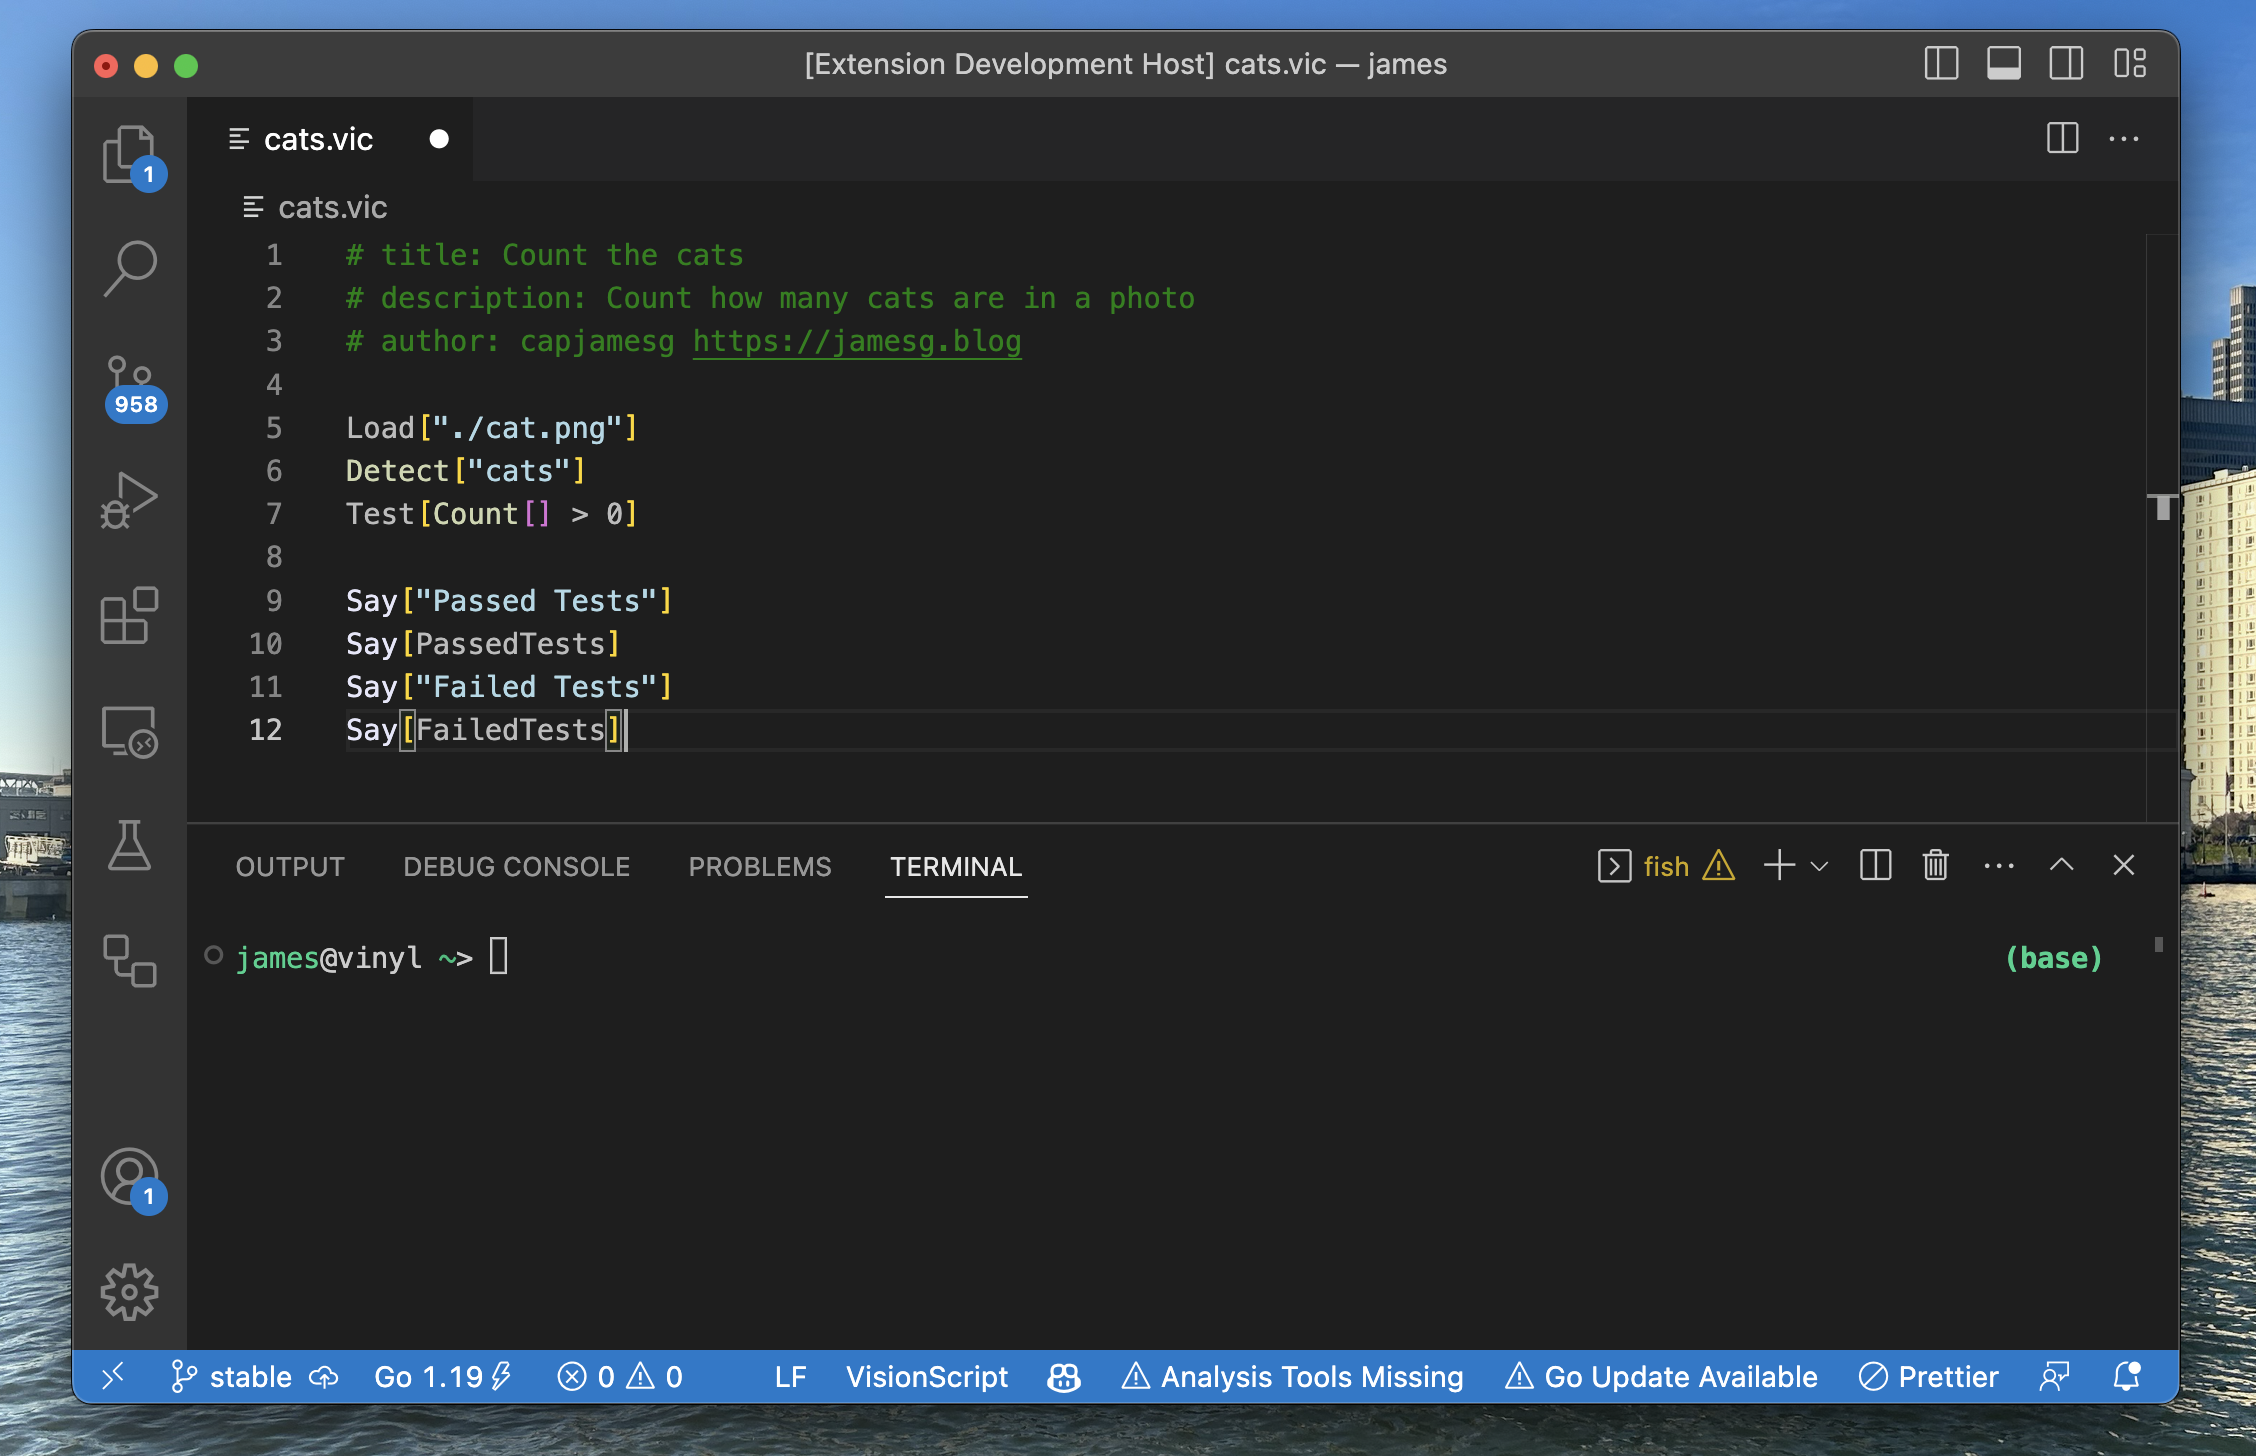 [Extension Development Host] cats.vic — james
cats.vic
1
cats.vic
1 # title: Count the cats
2 # description: Count how many cats are in a photo
3 # author: capjamesg https://jamesg.blog
4
5 Load["./cat.png"]
6 Detect["cats"]
7 Test[Count[] > 0]
8
9 Say["Passed Tests"]
10 Say[PassedTests]
11 Say["Failed Tests"]
12 Say[FailedTests]
958
OUTPUT DEBUG CONSOLE PROBLEMS TERMINAL fish
james@vinyl ~> (base)
1
stable Go 1.19 0 0 LF VisionScript Analysis Tools Missing Go Update Available Prettier